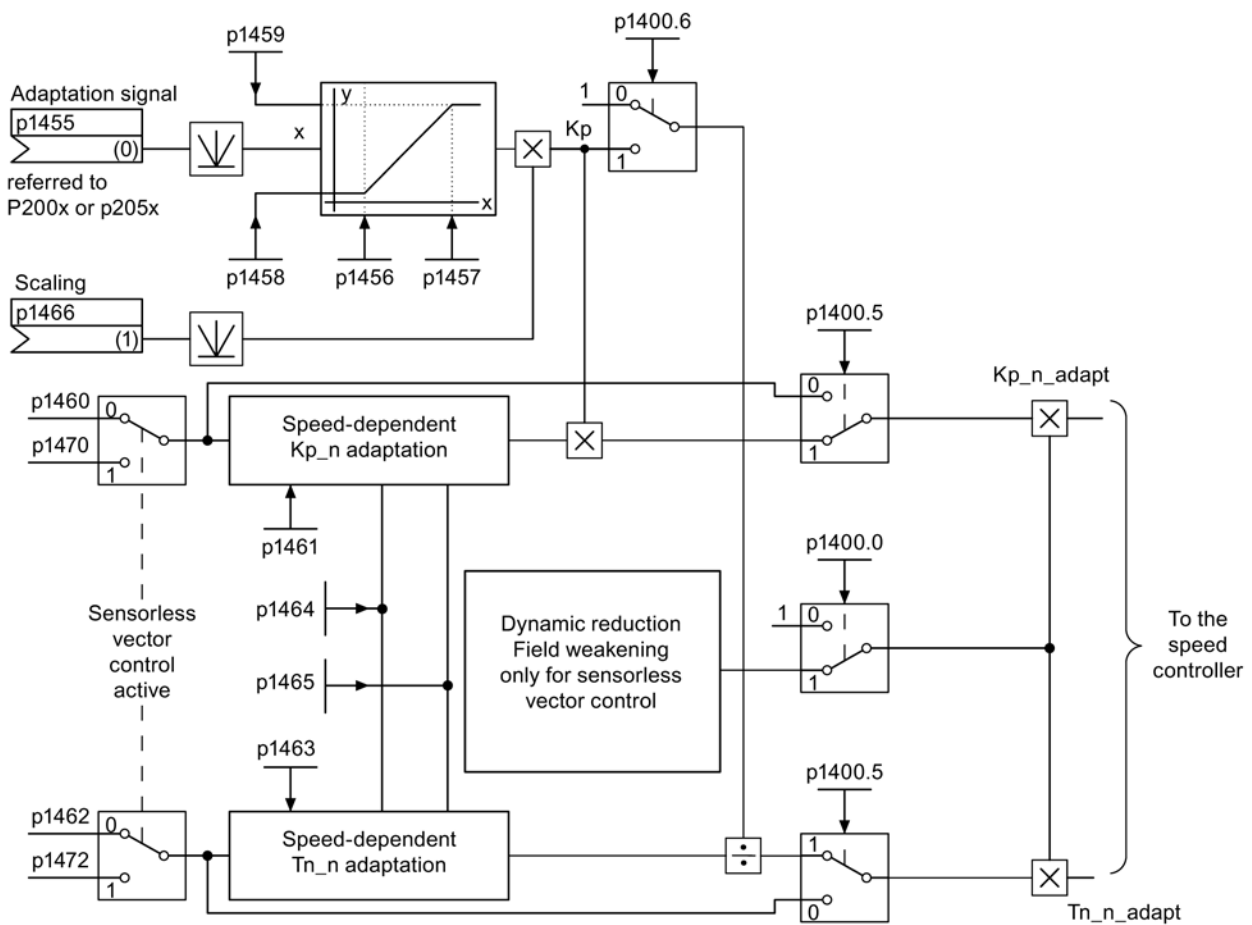 p1400.6
p1459
Adaptation signal
p1455
(0)
referred to
P200x or p205x
x
y
x
Kp
1
0
1
p1458
p1456
p1457
Scaling
p1466
(1)
p1400.5
0
1
Kp_n_adapt
p1460
0
p1470
1
Speed-dependent
Kp_n adaptation
p1461
Sensorless
vector
control
active
p1464
p1465
Dynamic reduction
Field weakening
only for sensorless
vector control
p1400.0
1
0
1
To the
speed
controller
p1463
p1462
0
p1472
1
Speed-dependent
Tn_n adaptation
p1400.5
1
0
Tn_n_adapt